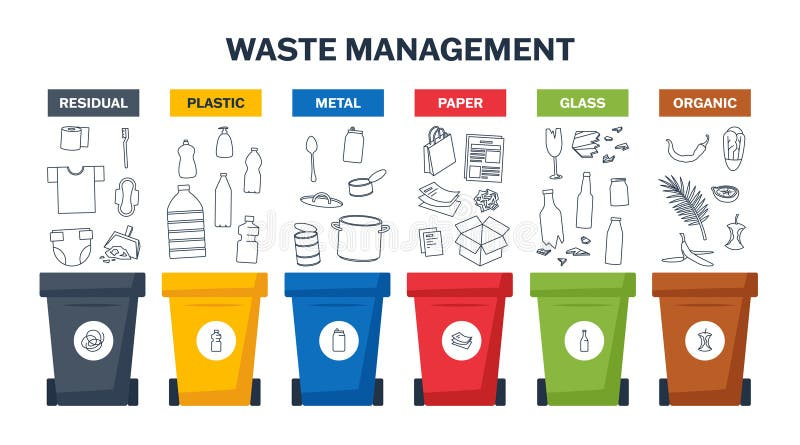 WASTE MANAGEMENT
RESIDUAL
PLASTIC
METAL
PAPER
GLASS
ORGANIC